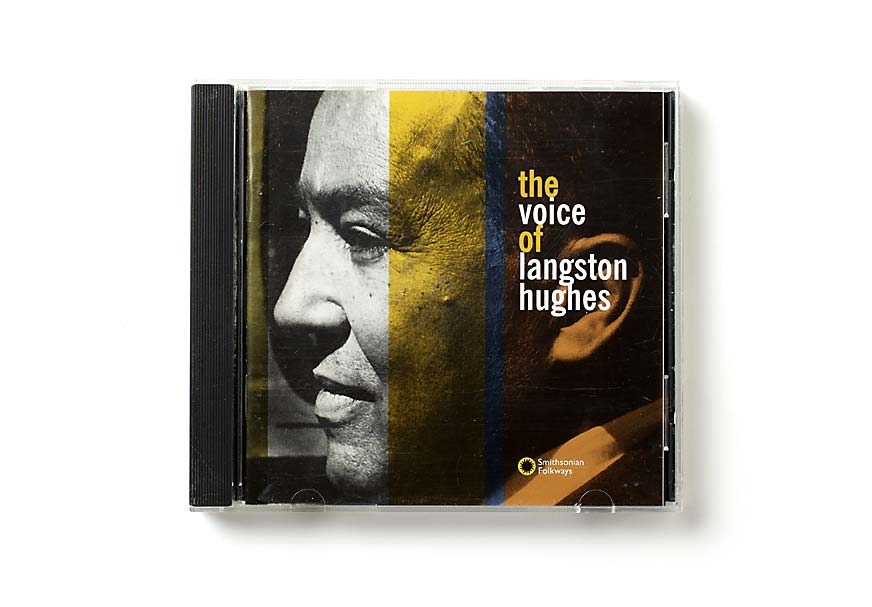 the
voice
of
langston
hughes
Smithsonian
Folkways